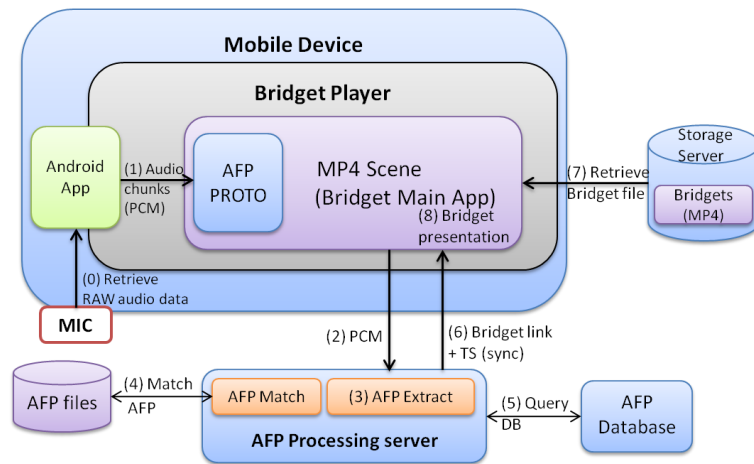 Mobile Device
Bridget Player
Android
App
(1) Audio
chunks
(PCM)
AFP
PROTO
MP4 Scene
(Bridget Main App)
(8) Bridget
presentation
(7) Retrieve
Bridget file
Storage
Server
Bridgets
(MP4)
(0) Retrieve
RAW audio data
MIC
(2) PCM
(6) Bridget link
+ TS (sync)
AFP files
(4) Match
AFP
AFP Match
(3) AFP Extract
AFP Processing server
(5) Query
DB
AFP
Database